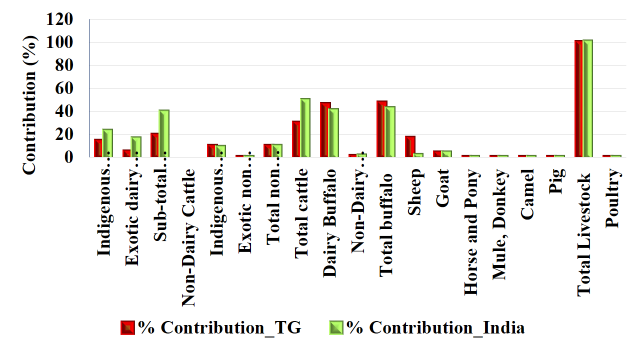 120
100
80
60
40
20
0
Contribution (%)
Indigenous…
Exotic dairy…
Sub-total…
Non-Dairy Cattle
Indigenous…
Exotic non…
Total non…
Total cattle
Dairy Buffalo
Non-Dairy…
Total buffalo
Sheep
Goat
Horse and Pony
Mule, Donkey
Camel
Pig
Total Livestock
Poultry
% Contribution_TG
% Contribution_India